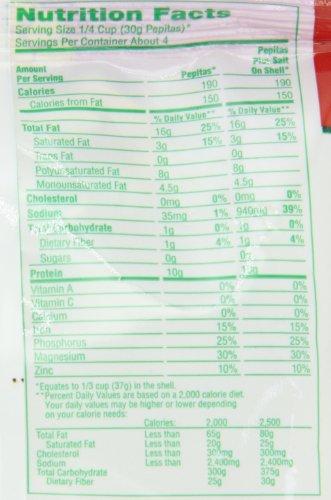 Nutrition Facts
Serving Size 1/4 Cup (30g Pepitas)*
Servings Per Container About 4
Pepitas
Plus Salt
Amount
Per Serving Pepitas* On Shell*
Calories 190 190
Calories from Fat 150 150
% Daily Value** % Daily Value**
Total Fat 16g 25% 16g 25%
Saturated Fat 3g 15% 3g 15%
Trans Fat 0g 0g
Polyunsaturated Fat 8g 8g
Monounsaturated Fat 4.5g 4.5g
Cholesterol 0mg 0% 0mg 0%
Sodium 35mg 1% 940mg 39%
Total Carbohydrate 1g 0% 1g 0%
Dietary Fiber 1g 4% 1g 4%
Sugars 0g 0g
Protein 10g
Vitamin A 0% 0%
Vitamin C 0% 0%
Calcium 0% 0%
Iron 15% 15%
Phosphorus 25% 25%
Magnesium 30% 30%
Zinc 10% 10%
*Equates to 1/3 cup (37g) in the shell.
**Percent Daily Values are based on a 2,000 calorie diet.
Your daily values may be higher or lower depending
on your calorie needs:
Calories: 2,000 2,500
Total Fat Less than 65g 80g
Saturated Fat Less than 20g 25g
Cholesterol Less than 300mg 300mg
Sodium Less than 2,400mg 2,400mg
Total Carbohydrate 300g 375g
Dietary Fiber 25g 30g